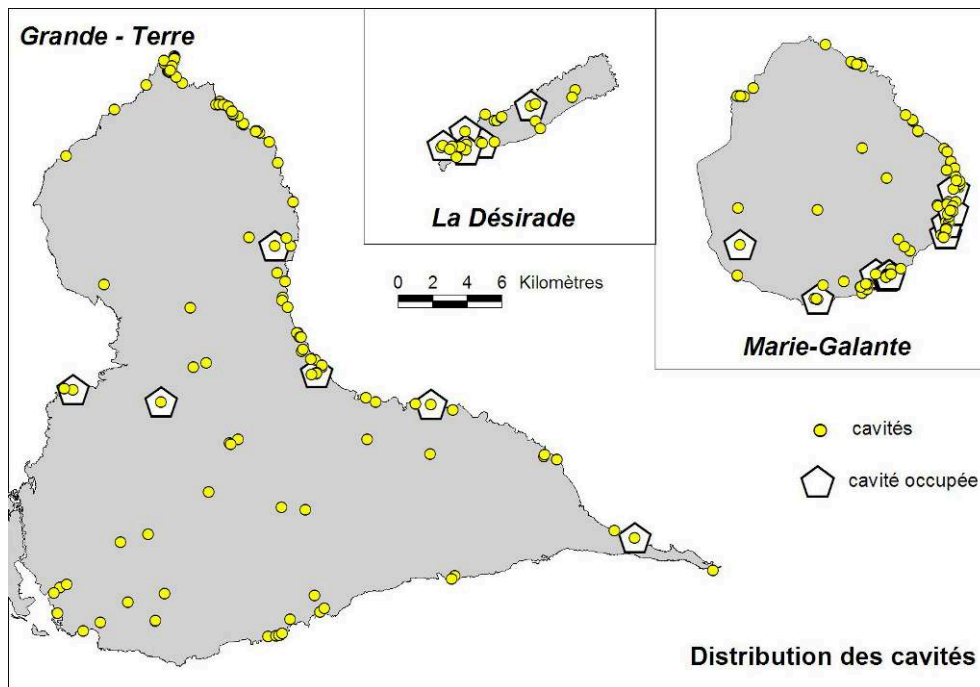 Grande - Terre
La Désirade
0 2 4 6 Kilomètres
Marie-Galante
cavités
cavité occupée
Distribution des cavités